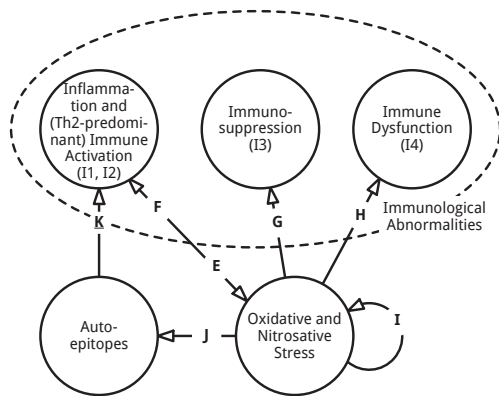 Inflamma-
tion and
(Th2-predomi-
nant) Immune
Activation
(I1, I2)
Immuno-
suppression
(I3)
Immune
Dysfunction
(I4)
K
F
G
H
Immunological
Abnormalities
E
Auto-
epitopes
J
Oxidative and
Nitrosative
Stress
I